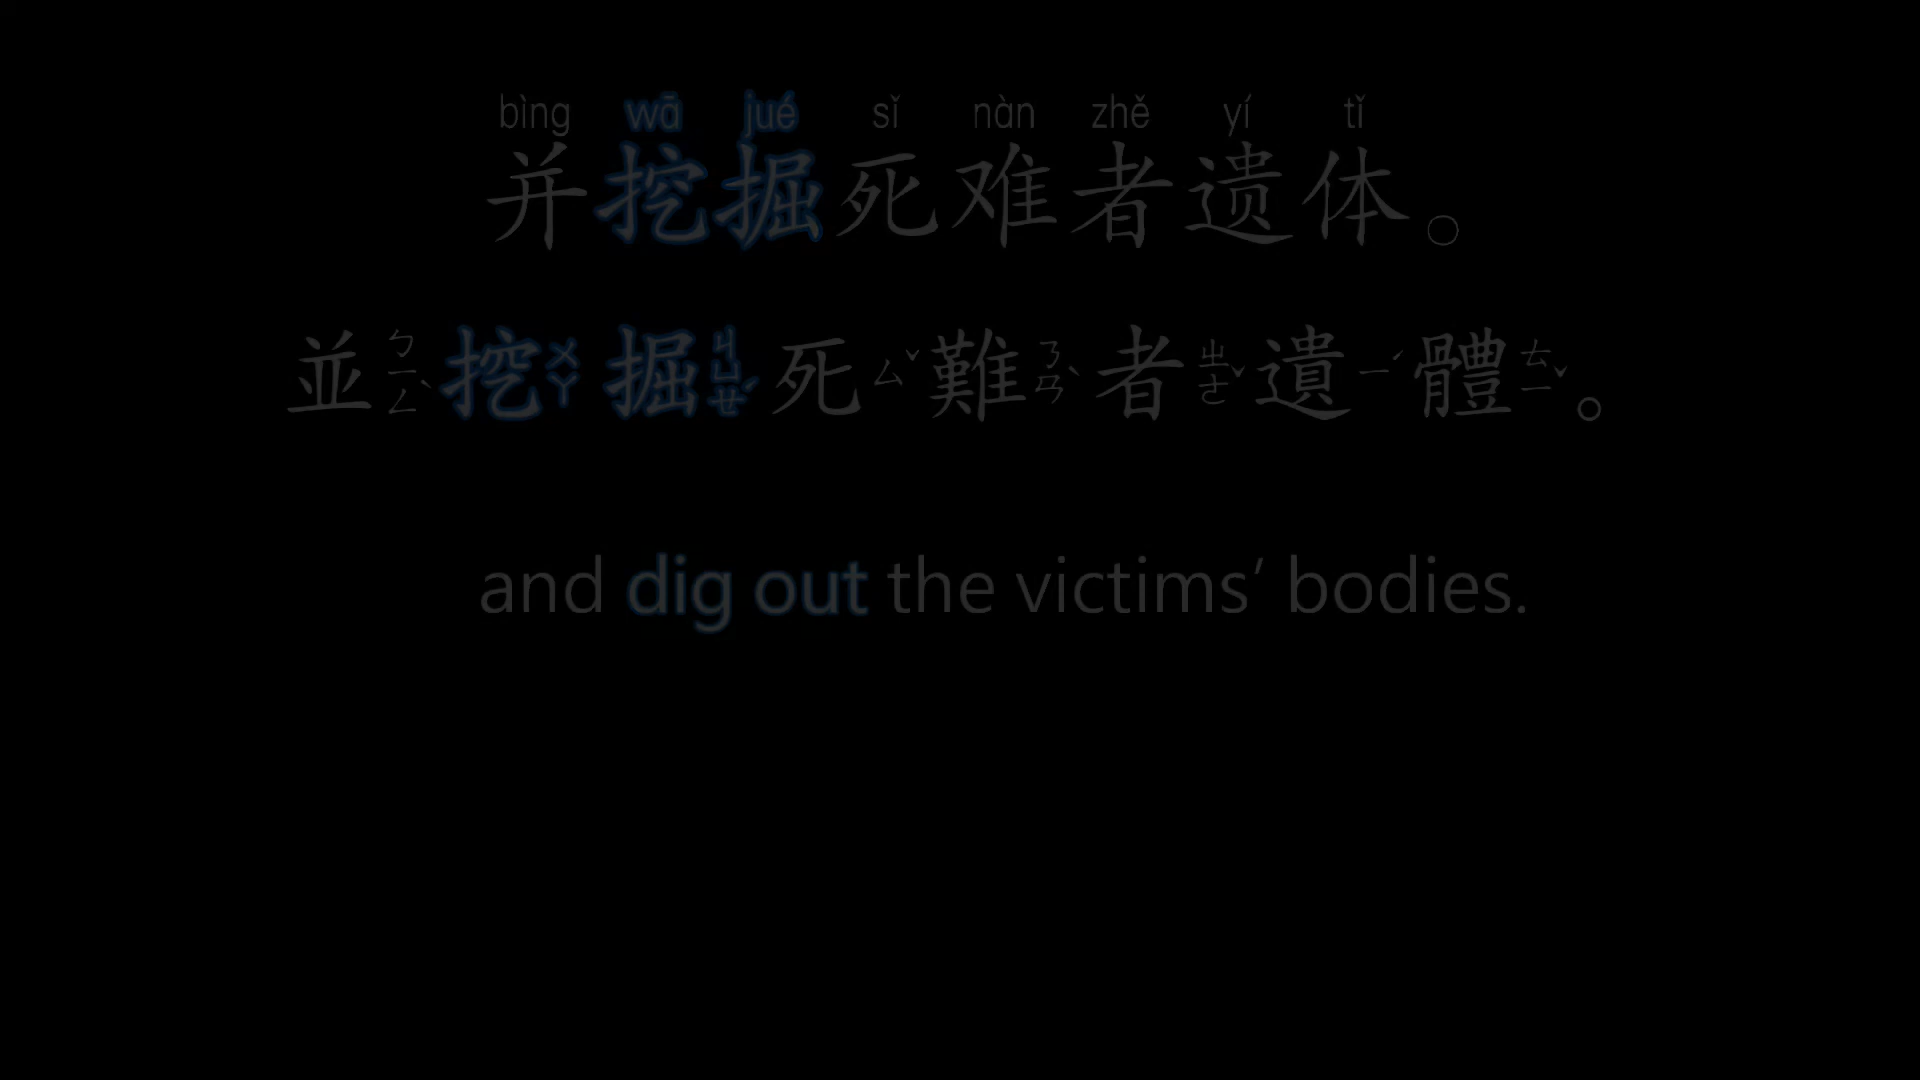 bìng wā jué sǐ nàn zhě yí tǐ
并挖掘死难者遗体。
並ㄅㄧㄥˋ挖ㄨㄚ掘ㄐㄩㄝˊ死ㄙˇ難ㄋㄢˋ者ㄓㄜˇ遺ㄧˊ體ㄊㄧˇ。
and dig out the victims’ bodies.